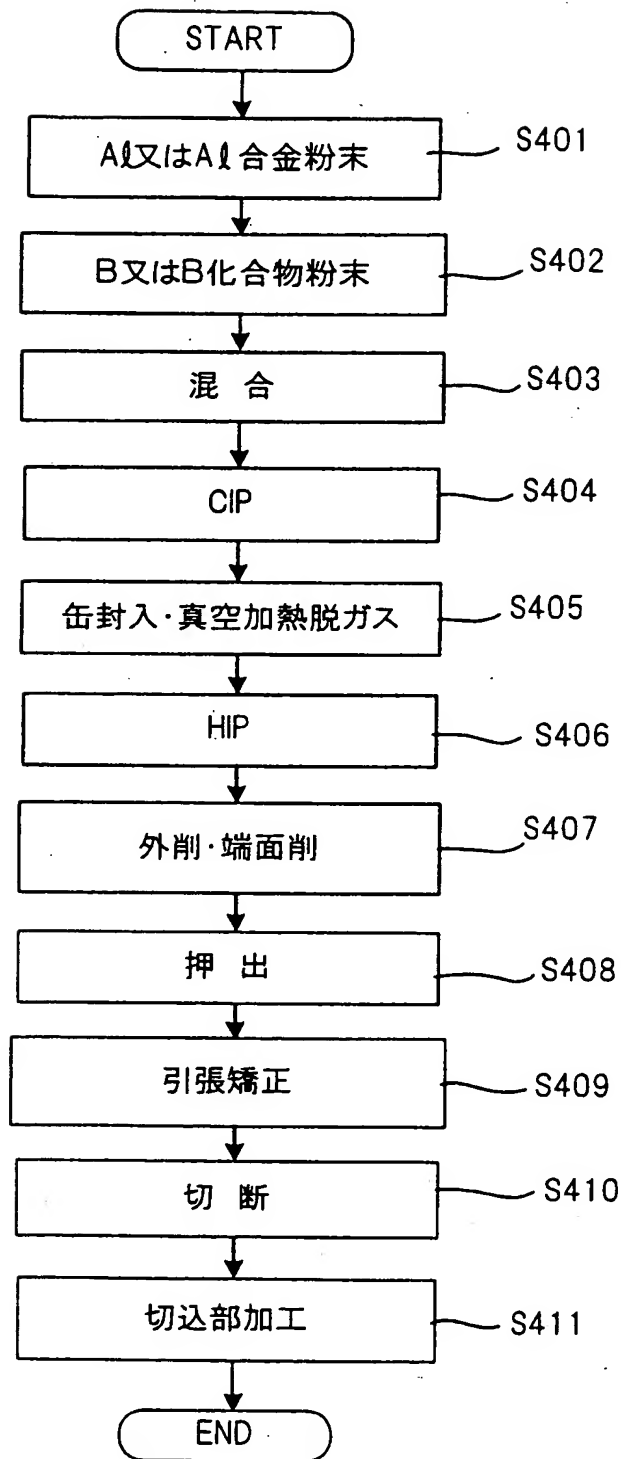 START
Aℓ又はAℓ合金粉末
S401
B又はB化合物粉末
S402
混 合
S403
CIP
S404
缶封入・真空加熱脱ガス
S405
HIP
S406
外削・端面削
S407
押 出
S408
引張矯正
S409
切 断
S410
切込部加工
S411
END